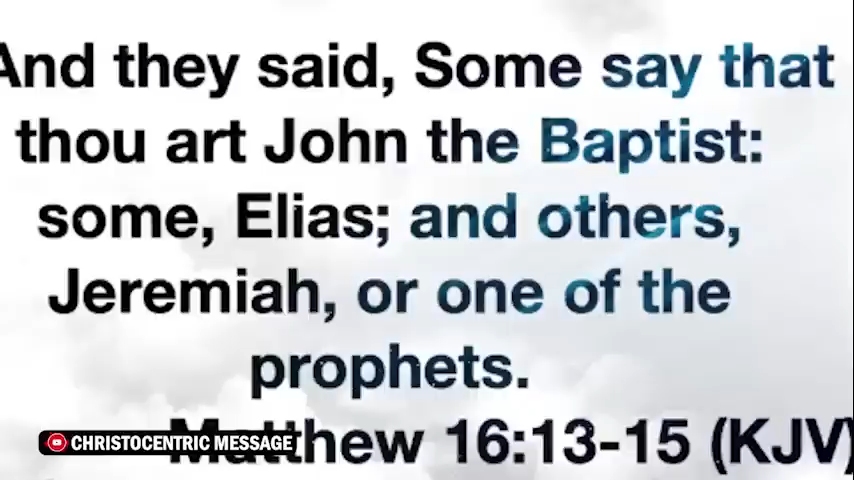 And they said, Some say that
thou art John the Baptist:
some, Elias; and others,
Jeremiah, or one of the
prophets.
Matthew 16:13-15 (KJV)
CHRISTOCENTRIC MESSAGE